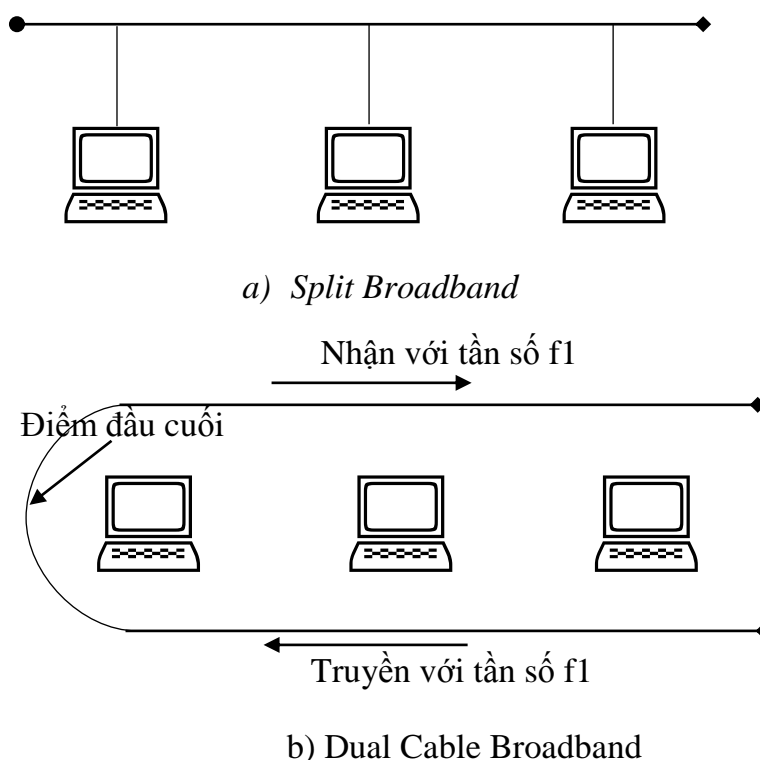 a) Split Broadband
Nhận với tần số f1
Điểm đầu cuối
Truyền với tần số f1
b) Dual Cable Broadband